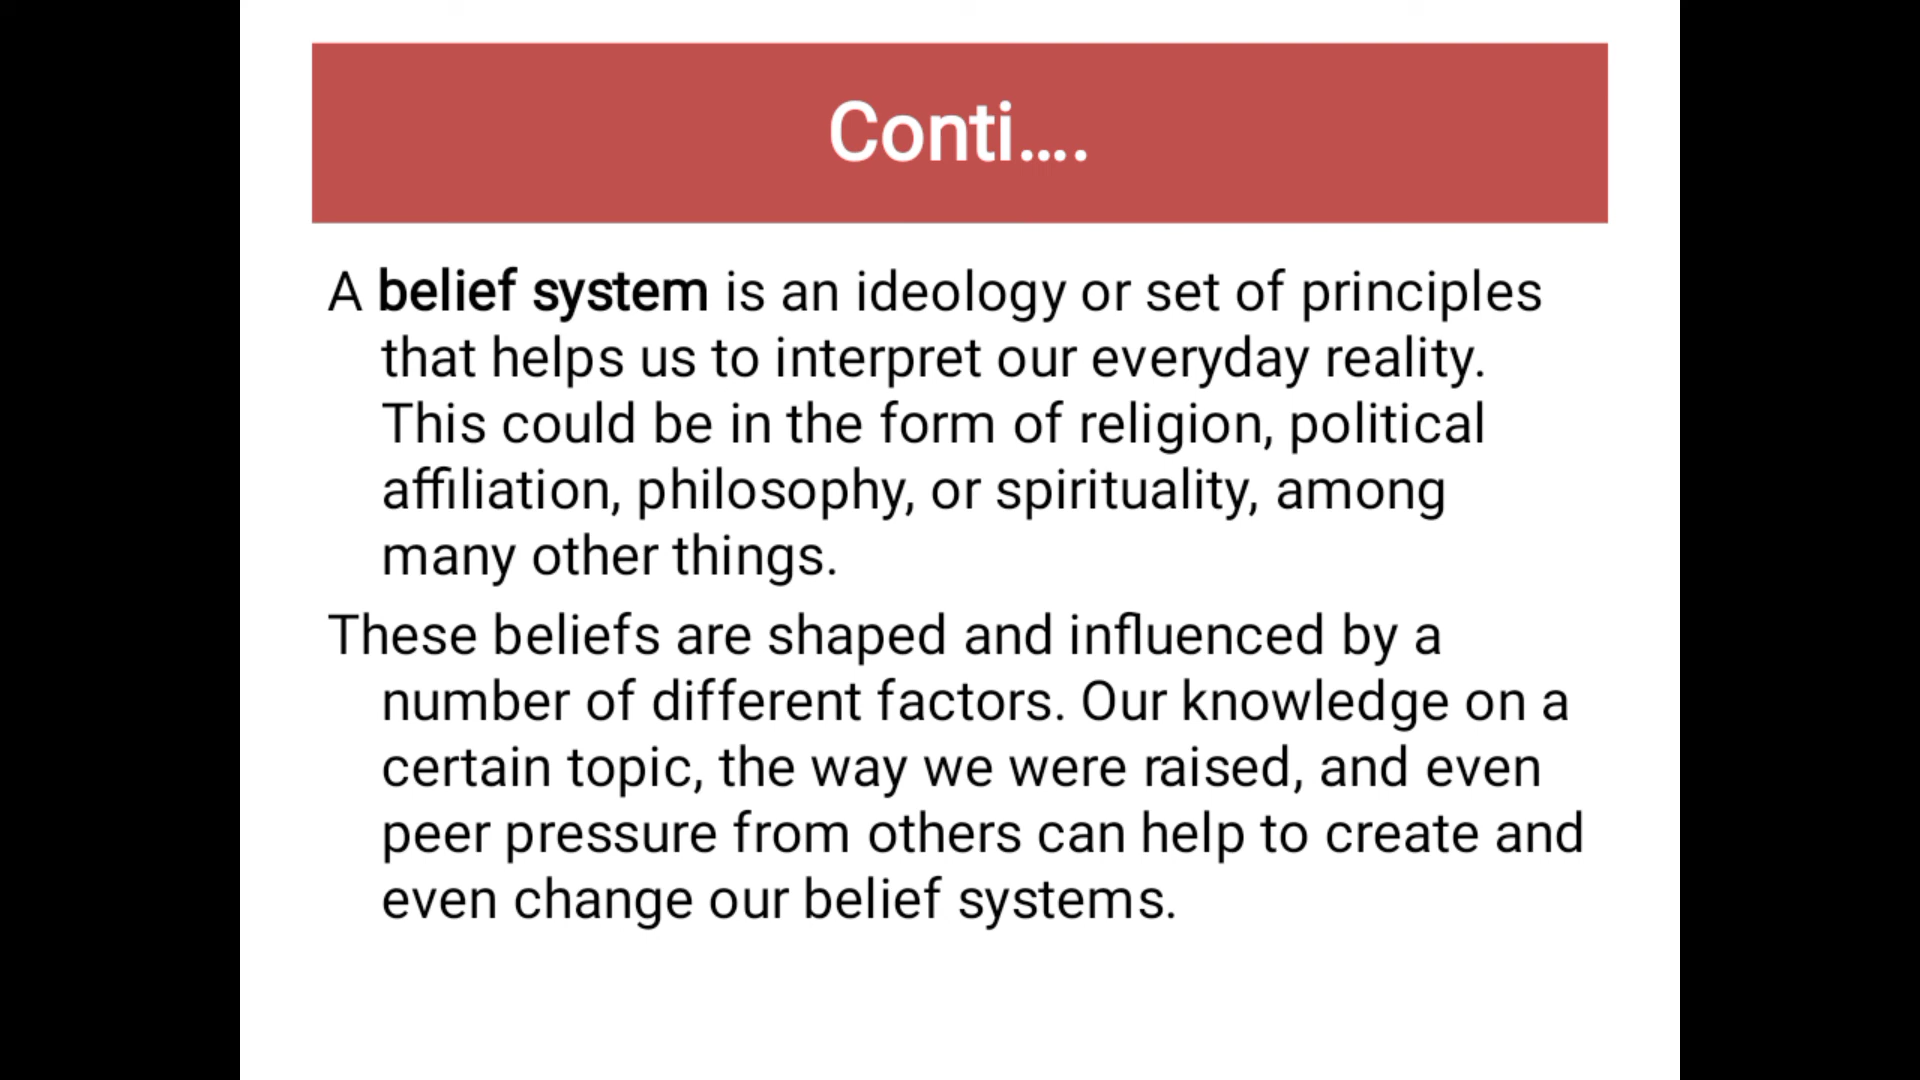 Conti....
A belief system is an ideology or set of principles
that helps us to interpret our everyday reality.
This could be in the form of religion, political
affiliation, philosophy, or spirituality, among
many other things.
These beliefs are shaped and influenced by a
number of different factors. Our knowledge on a
certain topic, the way we were raised, and even
peer pressure from others can help to create and
even change our belief systems.